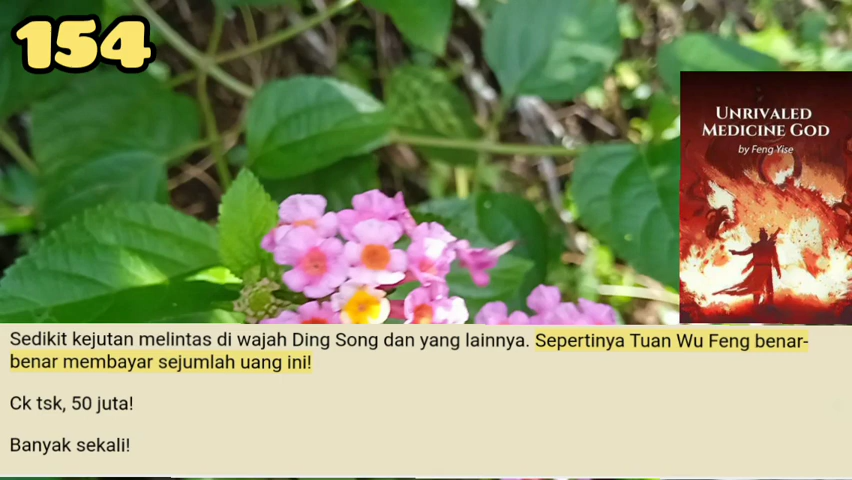 154
UNRIVALED
MEDICINE GOD
by Feng Yise
Sedikit kejutan melintas di wajah Ding Song dan yang lainnya. Sepertinya Tuan Wu Feng benar-
benar membayar sejumlah uang ini!
Ck tsk, 50 juta!
Banyak sekali!